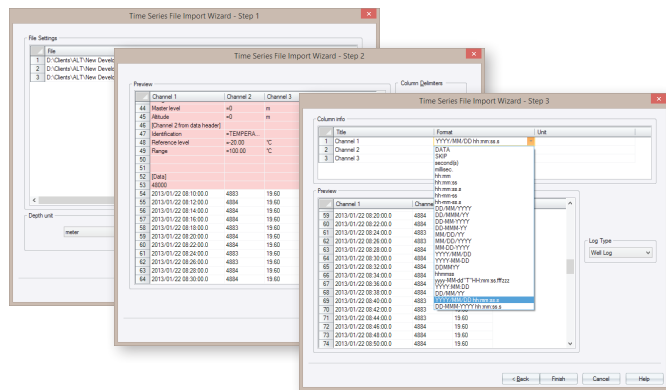 Time Series File Import Wizard - Step 1
File Settings
File
1 D:\Clients\ALT\New Develo
2 D:\Clients\ALT\New Develo
3 D:\Clients\ALT\New Develo
Depth unit
meter
Time Series File Import Wizard - Step 2
Preview
Column Delimiters
Channel 1 Channel 2 Channel 3
44 Master level =0 m
45 Altitude =0 m
46 [Channel 2 from data header]
47 Identification =TEMPERA...
48 Reference level =-20.00 °C
49 Range =100.00 °C
50
51
52 [Data]
53 48000
54 2013/01/22 08:10:00.0 4883 19.60
55 2013/01/22 08:12:00.0 4884 19.60
56 2013/01/22 08:14:00.0 4884 19.60
57 2013/01/22 08:16:00.0 4884 19.60
58 2013/01/22 08:18:00.0 4883 19.60
59 2013/01/22 08:20:00.0 4884 19.60
60 2013/01/22 08:22:00.0 4884 19.60
61 2013/01/22 08:24:00.0 4883 19.60
62 2013/01/22 08:26:00.0 4883 19.60
63 2013/01/22 08:28:00.0 4884 19.60
64 2013/01/22 08:30:00.0 4884 19.60
Time Series File Import Wizard - Step 3
Column info
Title Format Unit
1 Channel 1 YYYY/MM/DD hh:mm:ss.s
2 Channel 2
3 Channel 3
DATA
SKIP
second(s)
millisec.
hh:mm
hh:mm:ss
hh:mm:ss.s
hh-mm-ss
hh-mm-ss.s
DD/MM/YYYY
DD/MMM/YY
DD-MM-YYYY
DD-MMM-YY
MM/DD/YY
MM/DD/YYYY
MM-DD-YYYY
YYYY/MM/DD
YYYY-MM-DD
DDMMYY
hhmmss
yyyy-MM-dd"T"HH:mm:ss.fffzzz
YYYY:MM:DD
DD/MM/YY
YYYY/MM/DD hh:mm:ss.s
DD-MMM-YYYY hh:mm:ss.s
Preview
Channel 1 Channe
59 2013/01/22 08:20:00.0 4884
60 2013/01/22 08:22:00.0 4884
61 2013/01/22 08:24:00.0 4883
62 2013/01/22 08:26:00.0 4883
63 2013/01/22 08:28:00.0 4884
64 2013/01/22 08:30:00.0 4884
65 2013/01/22 08:32:00.0 4884
66 2013/01/22 08:34:00.0 4884
67 2013/01/22 08:36:00.0 4884
68 2013/01/22 08:38:00.0 4884
69 2013/01/22 08:40:00.0 4883
70 2013/01/22 08:42:00.0 4883 19.60
71 2013/01/22 08:44:00.0 4884 19.60
72 2013/01/22 08:46:00.0 4884 19.60
73 2013/01/22 08:48:00.0 4884 19.60
74 2013/01/22 08:50:00.0 4884 19.60
Log Type
Well Log
< Back Finish Cancel Help